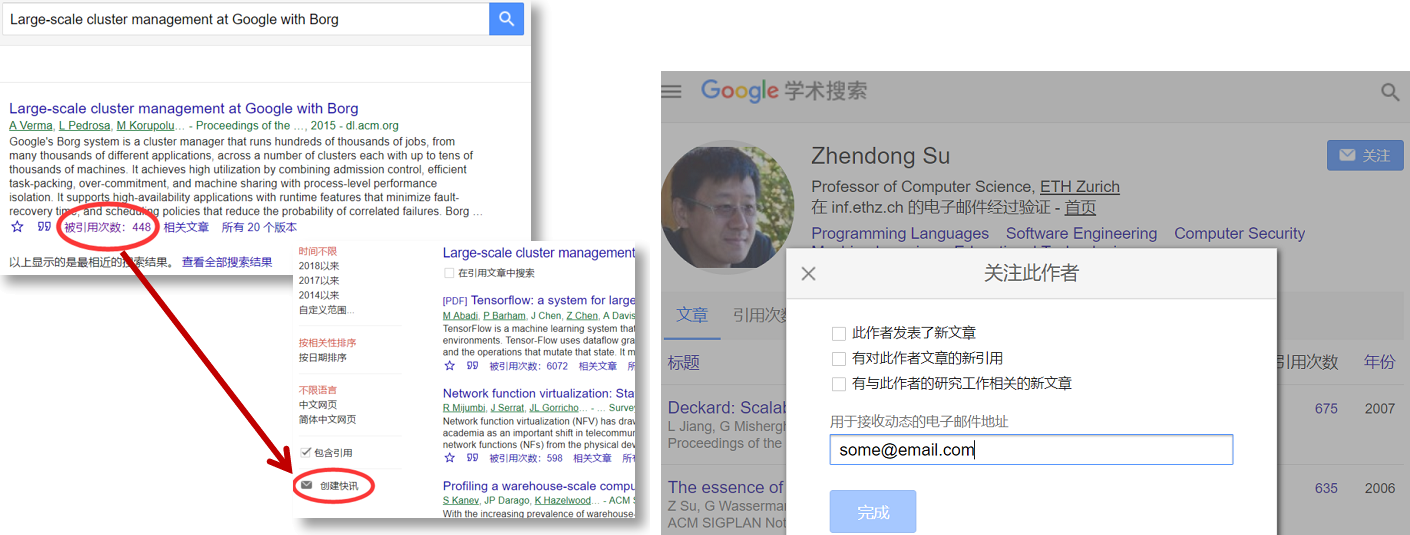 Large-scale cluster management at Google with Borg
Large-scale cluster management at Google with Borg
A Verma, L Pedrosa, M Korupolu… - Proceedings of the …, 2015 - dl.acm.org
Google's Borg system is a cluster manager that runs hundreds of thousands of jobs, from
many thousands of different applications, across a number of clusters each with up to tens of
thousands of machines. It achieves high utilization by combining admission control, efficient
task-packing, over-commitment, and machine sharing with process-level performance
isolation. It supports high-availability applications with runtime features that minimize fault-
recovery time, and scheduling policies that reduce the probability of correlated failures. Borg …
被引用次数：448 相关文章 所有 20 个版本
以上显示的是最相近的搜索结果。 查看全部搜索结果
时间不限
2018以来
2017以来
2014以来
自定义范围...
按相关性排序
按日期排序
不限语言
中文网页
简体中文网页
包含引用
创建快讯
Large-scale cluster management
在引用文章中搜索
[PDF] Tensorflow: a system for large
M Abadi, P Barham, J Chen, Z Chen, A Davis
TensorFlow is a machine learning system that
environments. Tensor-Flow uses dataflow gra
and the operations that mutate that state. It m
被引用次数：6072 相关文章 所
Network function virtualization: Sta
R Mijumbi, J Serrat, JL Gorricho… - … Survey
Network function virtualization (NFV) has draw
academia as an important shift in telecommun
network functions (NFs) from the physical dev
被引用次数：598 相关文章 所有
Profiling a warehouse-scale compu
S Kanev, JP Darago, K Hazelwood… - ACM S
With the increasing prevalence of warehouse-
Google 学术搜索
Zhendong Su
关注
Professor of Computer Science, ETH Zurich
在 inf.ethz.ch 的电子邮件经过验证 - 首页
Programming Languages Software Engineering Computer Security
关注此作者
此作者发表了新文章
有对此作者文章的新引用
有与此作者的研究工作相关的新文章
用于接收动态的电子邮件地址
some@email.com
完成
文章 引用次数
标题 引用次数 年份
Deckard: Scalab 675 2007
L Jiang, G Misherg
Proceedings of the
The essence of 635 2006
Z Su, G Wasserman
ACM SIGPLAN Not